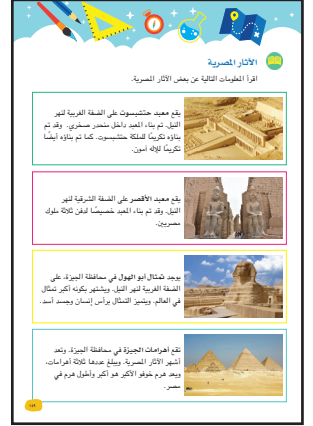 الآثار المصرية
اقرأ المعلومات التالية عن بعض الآثار المصرية.
يقع معبد حتشبسوت على الضفة الغربية لنهر
النيل. تم بناء المعبد داخل منحدر صخري. وقد تم
بناؤه تكريمًا للملكة حتشبسوت. كما تم بناؤه أيضًا
تكريمًا للإله آمون.
يقع معبد الأقصر على الضفة الشرقية لنهر
النيل. وقد تم بناء المعبد خصيصًا لدفن ثلاثة ملوك
مصريين.
يوجد تمثال أبو الهول في محافظة الجيزة، على
الضفة الغربية لنهر النيل. ويشتهر بكونه أكبر تمثال
في العالم. ويتميز التمثال برأس إنسان وجسد أسد.
تقع أهرامات الجيزة في محافظة الجيزة. وتعد
أشهر الآثار المصرية. ويبلغ عددها ثلاثة أهرامات،
ويعد هرم خوفو الأكبر هو أكبر وأطول هرم في
مصر.